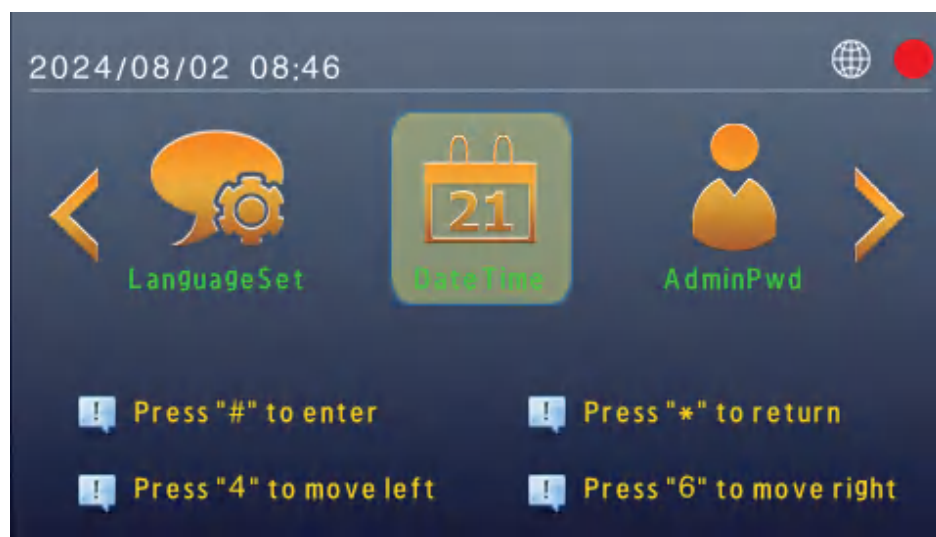 2024/08/02 08:46
21
LanguageSet
DateTime
AdminPwd
Press "#" to enter
Press "*" to return
Press "4" to move left
Press "6" to move right